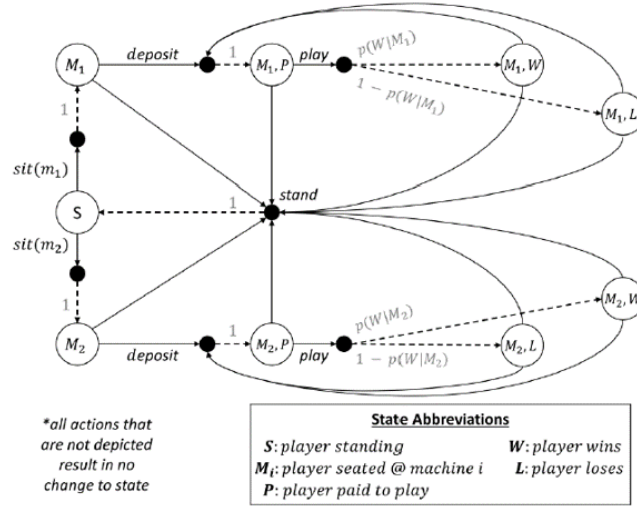 M₁ deposit 1 M₁, P play p(W|M₁) M₁, W
1 − p(W|M₁) M₁, L
1
sit(m₁)
stand
S 1
sit(m₂)
1
p(W|M₂) M₂, W
M₂ deposit 1 M₂, P play 1 − p(W|M₂) M₂, L
*all actions that
are not depicted
result in no
change to state
State Abbreviations
S: player standing W: player wins
Mᵢ: player seated @ machine i L: player loses
P: player paid to play